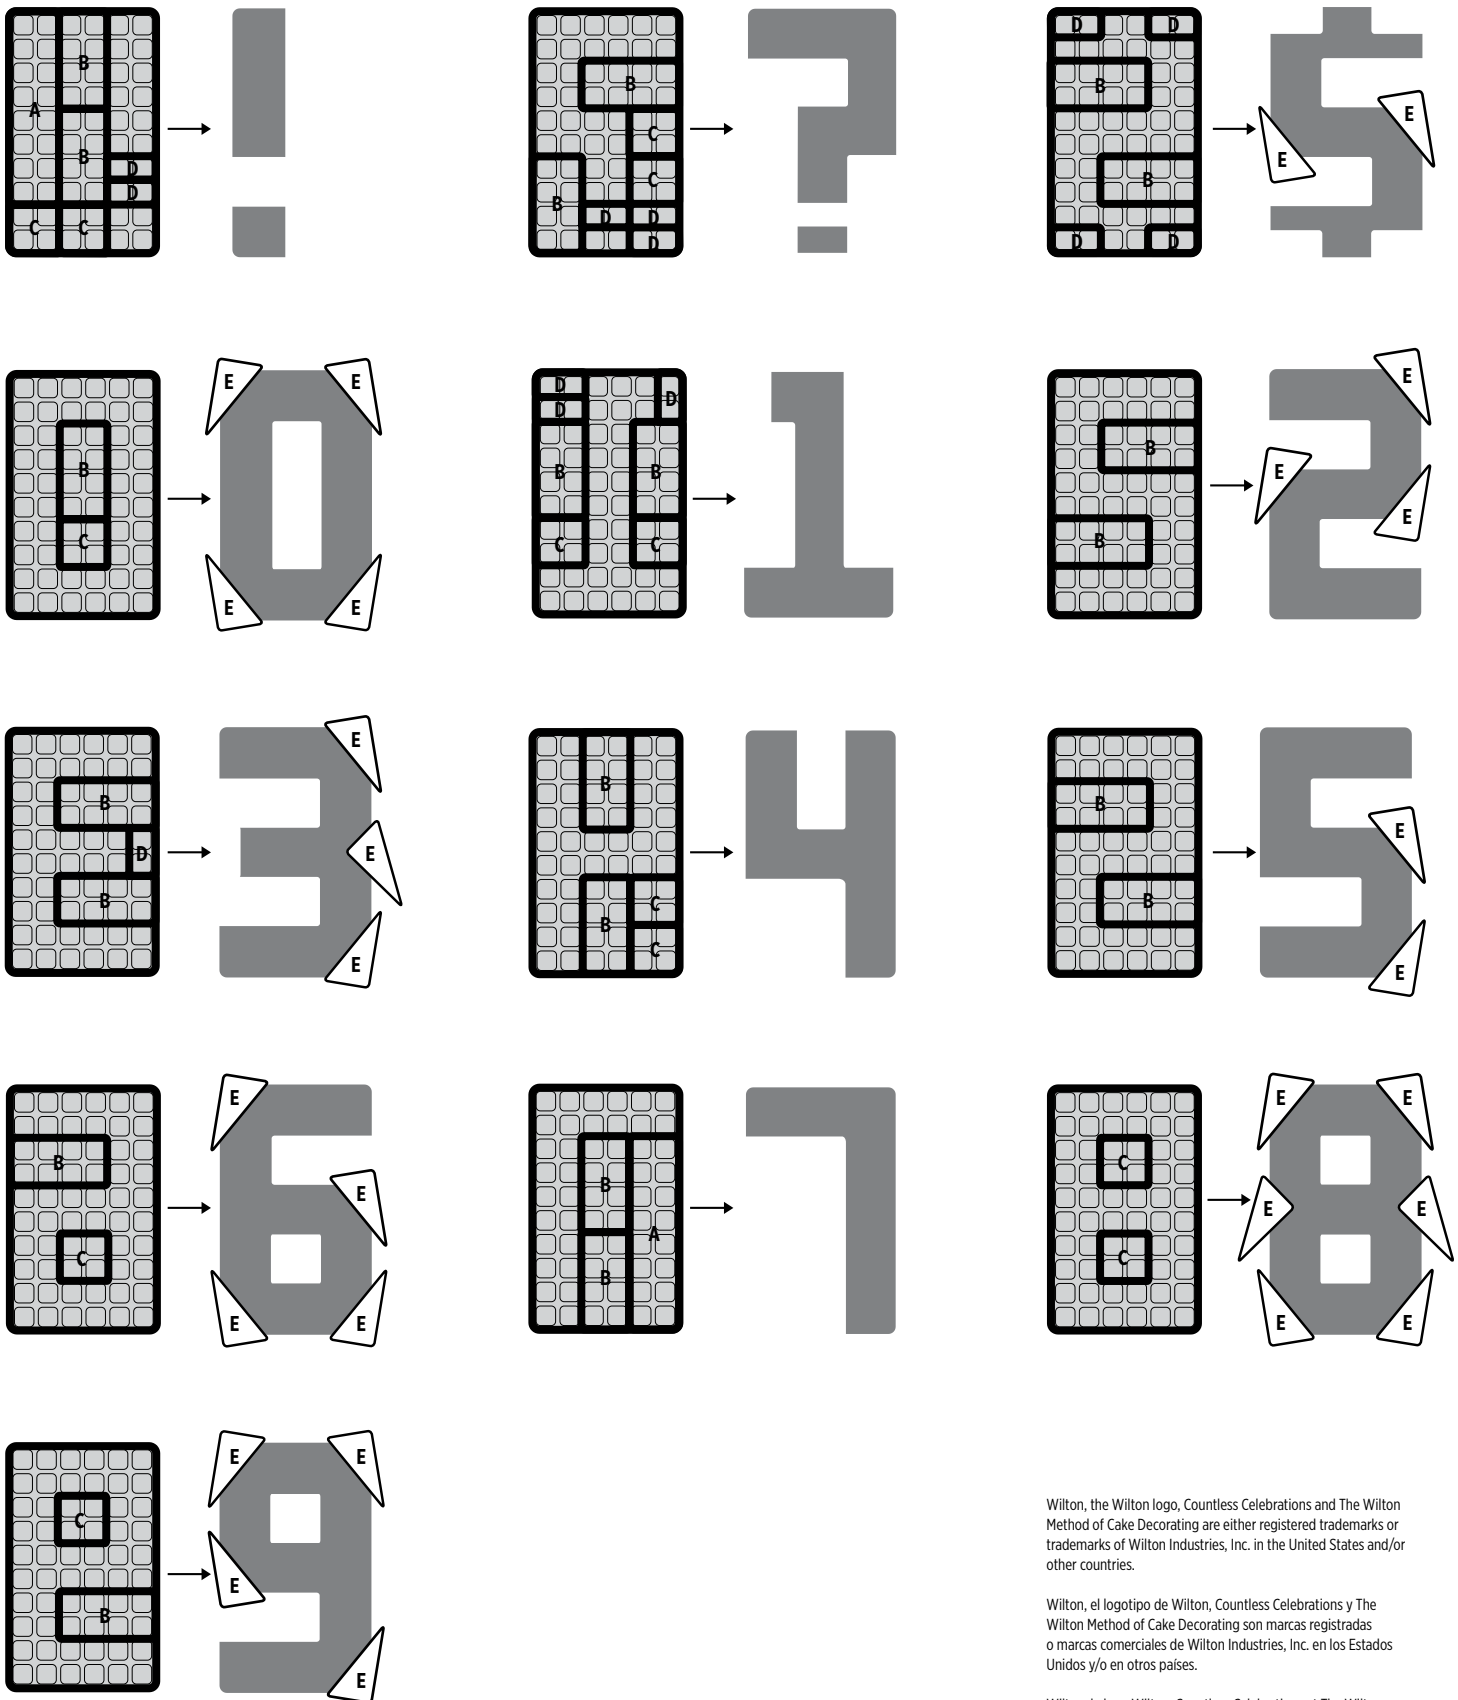 B
A
B
D
D
C C
B
C
C
B
D D
D
D D
B
B
D D
E
E
B
C
E E
E E
D
D
D
B B
C C
B
B
E
E
E
B
D
B
E
E
E
B
C
B
C
B
B
E
E
B
C
E
E
E E
B
A
B
C
C
E E
E E
E E
C
B
E E
E
E
Wilton, the Wilton logo, Countless Celebrations and The Wilton
Method of Cake Decorating are either registered trademarks or
trademarks of Wilton Industries, Inc. in the United States and/or
other countries.
Wilton, el logotipo de Wilton, Countless Celebrations y The
Wilton Method of Cake Decorating son marcas registradas
o marcas comerciales de Wilton Industries, Inc. en los Estados
Unidos y/o en otros países.